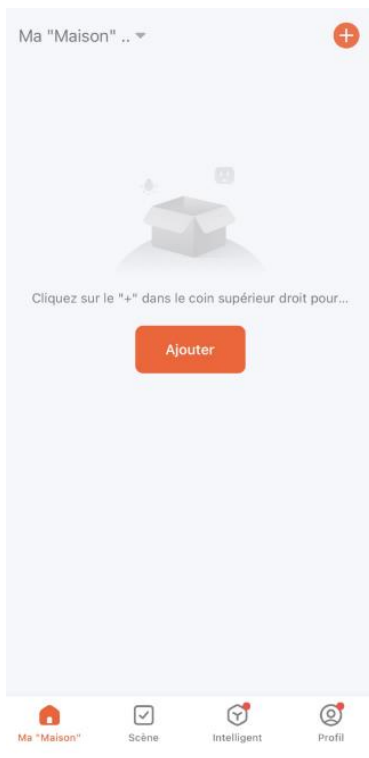 Ma "Maison" ..
Cliquez sur le "+" dans le coin supérieur droit pour...
Ajouter
Ma "Maison" Scène Intelligent Profil